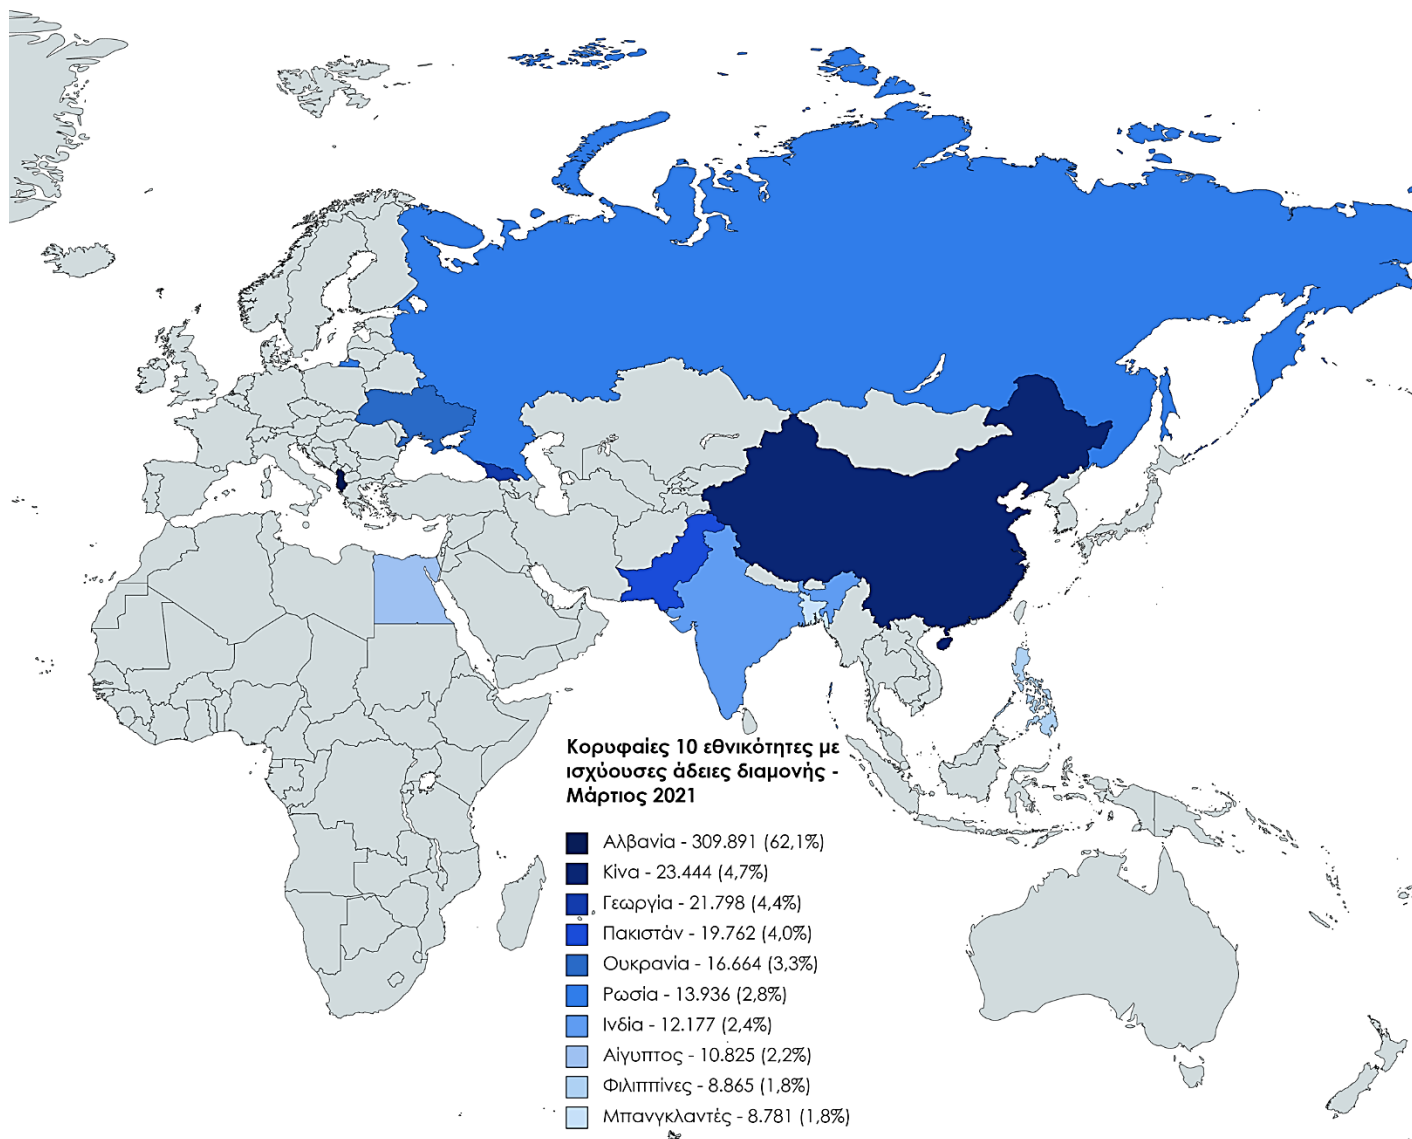 Κορυφαίες 10 εθνικότητες με
ισχύουσες άδειες διαμονής -
Μάρτιος 2021
Αλβανία - 309.891 (62,1%)
Κίνα - 23.444 (4,7%)
Γεωργία - 21.798 (4,4%)
Πακιστάν - 19.762 (4,0%)
Ουκρανία - 16.664 (3,3%)
Ρωσία - 13.936 (2,8%)
Ινδία - 12.177 (2,4%)
Αίγυπτος - 10.825 (2,2%)
Φιλιππίνες - 8.865 (1,8%)
Μπανγκλαντές - 8.781 (1,8%)